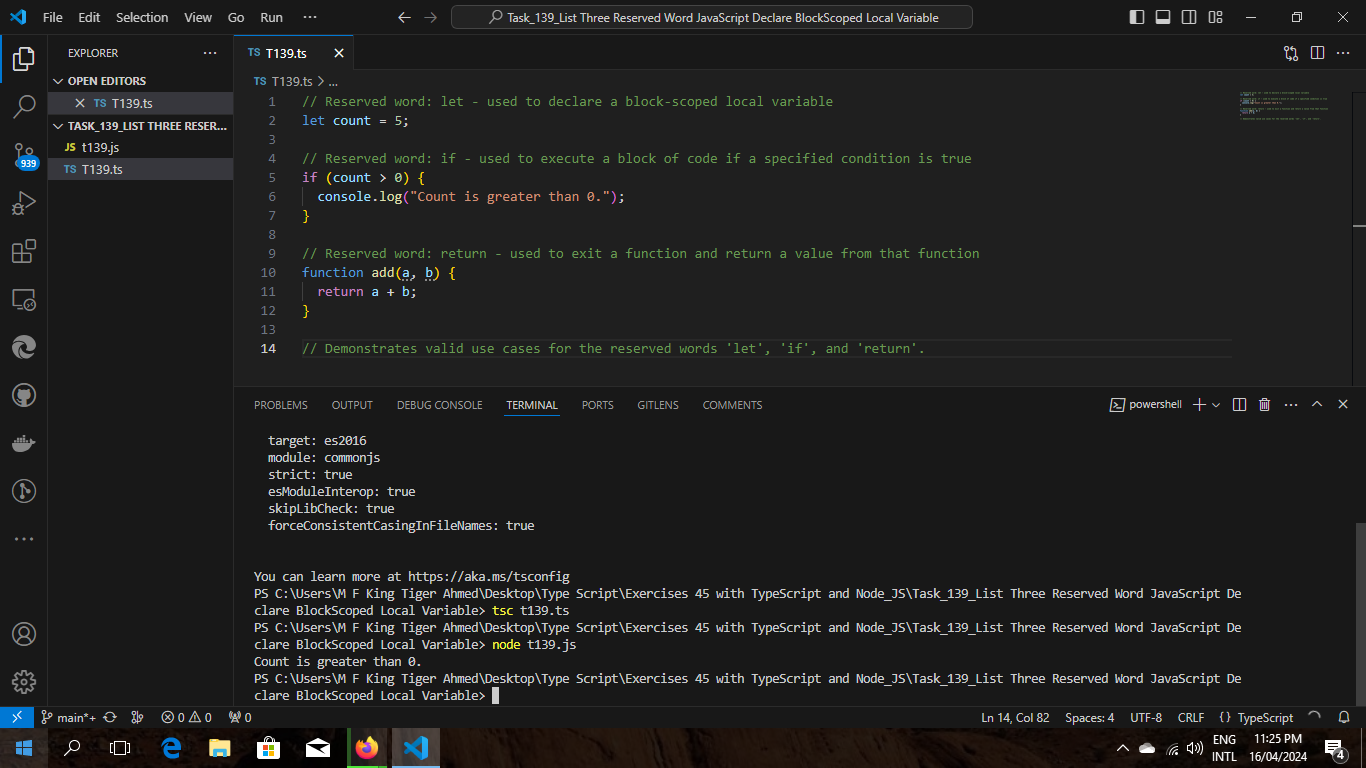 File Edit Selection View Go Run ···
Task_139_List Three Reserved Word JavaScript Declare BlockScoped Local Variable
EXPLORER
OPEN EDITORS
TS T139.ts
TASK_139_LIST THREE RESER...
JS t139.js
TS T139.ts
939
TS T139.ts
TS T139.ts > ...
1 // Reserved word: let - used to declare a block-scoped local variable
2 let count = 5;
3
4 // Reserved word: if - used to execute a block of code if a specified condition is true
5 if (count > 0) {
6 console.log("Count is greater than 0.");
7 }
8
9 // Reserved word: return - used to exit a function and return a value from that function
10 function add(a, b) {
11 return a + b;
12 }
13
14 // Demonstrates valid use cases for the reserved words 'let', 'if', and 'return'.
PROBLEMS OUTPUT DEBUG CONSOLE TERMINAL PORTS GITLENS COMMENTS
powershell
target: es2016
module: commonjs
strict: true
esModuleInterop: true
skipLibCheck: true
forceConsistentCasingInFileNames: true
You can learn more at https://aka.ms/tsconfig
PS C:\Users\M F King Tiger Ahmed\Desktop\Type Script\Exercises 45 with TypeScript and Node_JS\Task_139_List Three Reserved Word JavaScript De
clare BlockScoped Local Variable> tsc t139.ts
PS C:\Users\M F King Tiger Ahmed\Desktop\Type Script\Exercises 45 with TypeScript and Node_JS\Task_139_List Three Reserved Word JavaScript De
clare BlockScoped Local Variable> node t139.js
Count is greater than 0.
PS C:\Users\M F King Tiger Ahmed\Desktop\Type Script\Exercises 45 with TypeScript and Node_JS\Task_139_List Three Reserved Word JavaScript De
clare BlockScoped Local Variable>
main*+ 0 0 0
Ln 14, Col 82 Spaces: 4 UTF-8 CRLF {} TypeScript
ENG 11:25 PM
INTL 16/04/2024 4